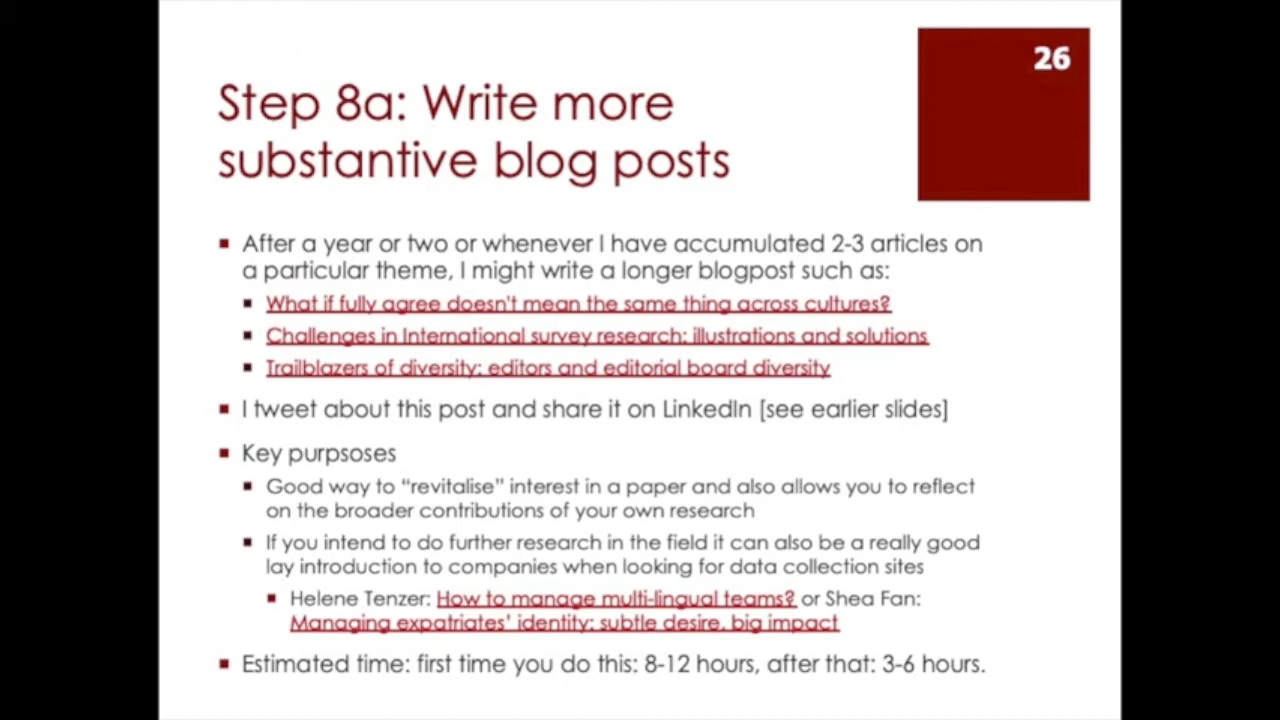 26
Step 8a: Write more
substantive blog posts
After a year or two or whenever I have accumulated 2-3 articles on
a particular theme, I might write a longer blogpost such as:
What if fully agree doesn't mean the same thing across cultures?
Challenges in International survey research: illustrations and solutions
Trailblazers of diversity: editors and editorial board diversity
I tweet about this post and share it on LinkedIn [see earlier slides]
Key purpsoses
Good way to “revitalise” interest in a paper and also allows you to reflect
on the broader contributions of your own research
If you intend to do further research in the field it can also be a really good
lay introduction to companies when looking for data collection sites
Helene Tenzer: How to manage multi-lingual teams? or Shea Fan:
Managing expatriates’ identity: subtle desire, big impact
Estimated time: first time you do this: 8-12 hours, after that: 3-6 hours.